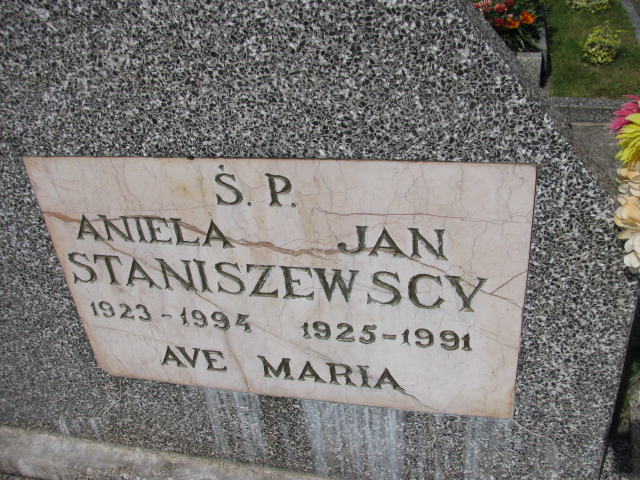 Ś. P.
ANIELA JAN
STANISZEWSCY
1923-1994 1925-1991
AVE MARIA